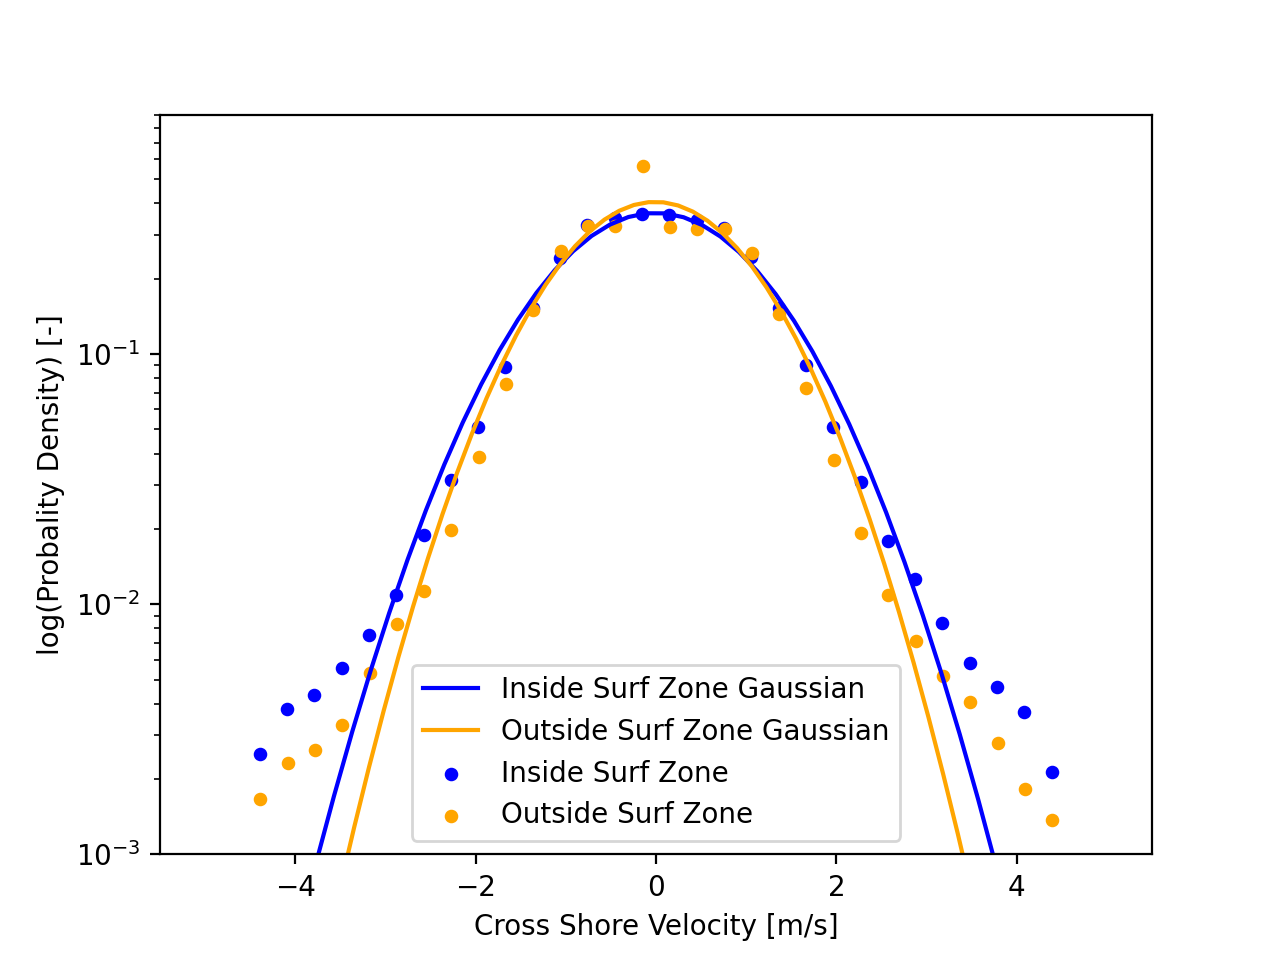 log(Probality Density) [-]
10⁻¹
10⁻²
10⁻³
Inside Surf Zone Gaussian
Outside Surf Zone Gaussian
Inside Surf Zone
Outside Surf Zone
−4 −2 0 2 4
Cross Shore Velocity [m/s]